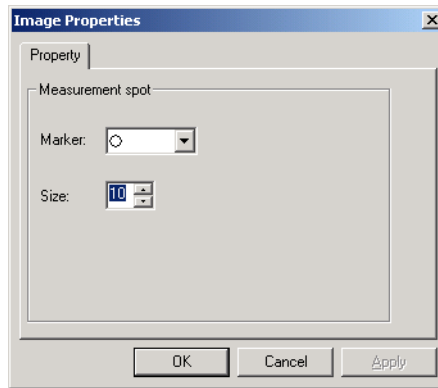 Image Properties
Property
Measurement spot
Marker:
Size: 10
OK Cancel Apply